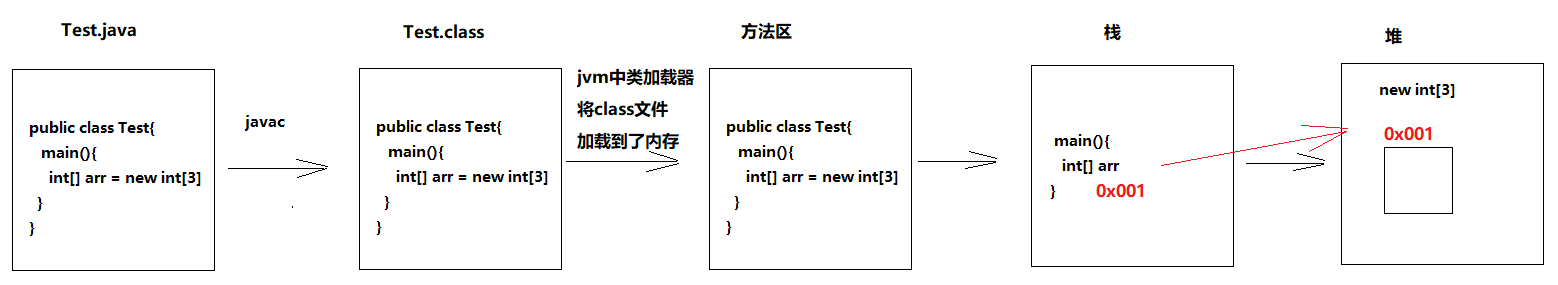 Test.java
public class Test{
main(){
int[] arr = new int[3]
}
}
javac
Test.class
public class Test{
main(){
int[] arr = new int[3]
}
}
jvm中类加载器
将class文件
加载到了内存
方法区
public class Test{
main(){
int[] arr = new int[3]
}
}
栈
main(){
int[] arr
} 0x001
堆
new int[3]
0x001